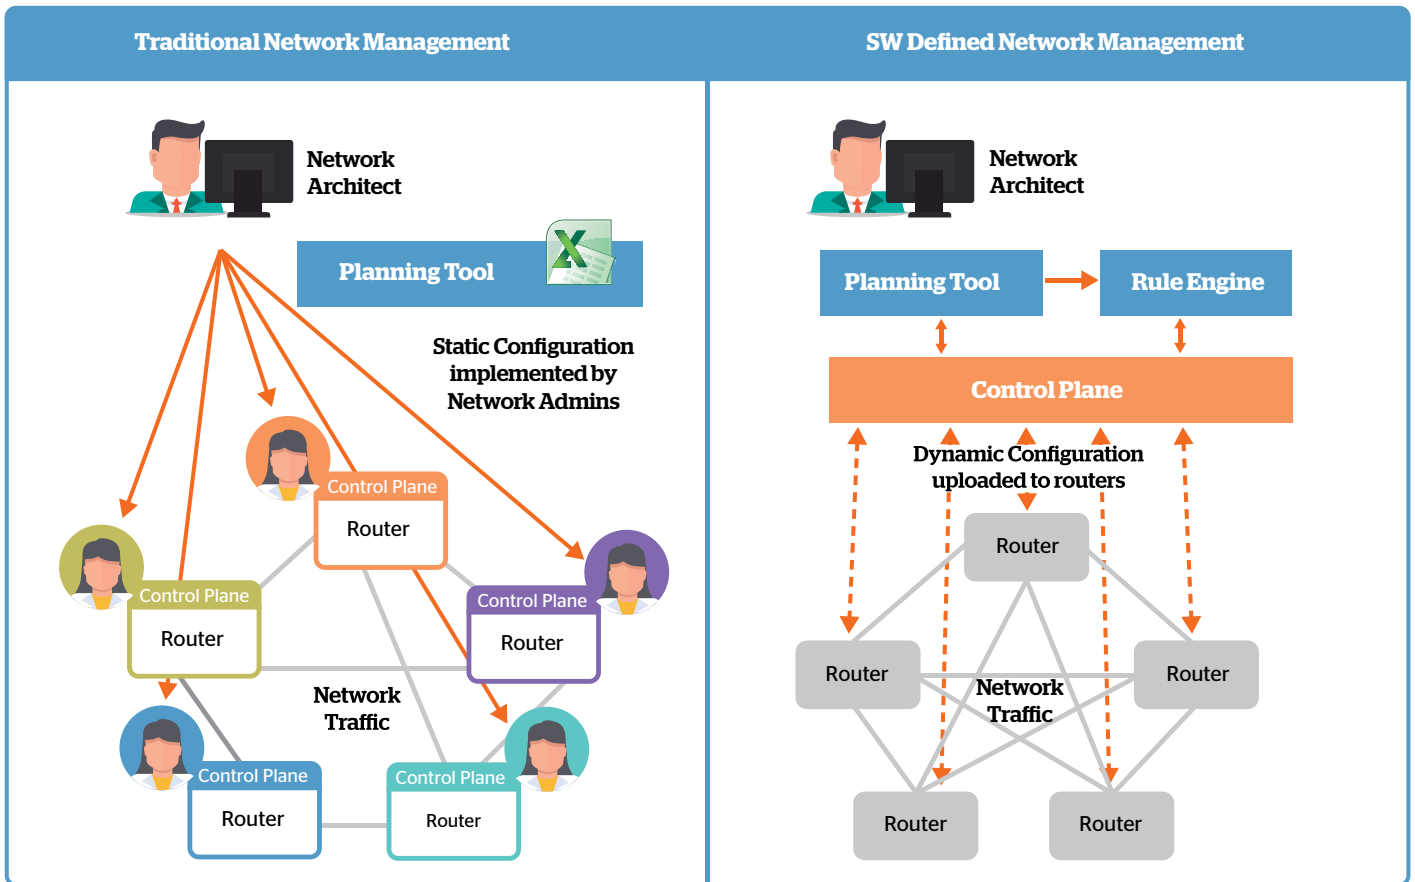 Traditional Network Management
SW Defined Network Management
Network
Architect
Planning Tool
Static Configuration
implemented by
Network Admins
Control Plane
Router
Control Plane
Router
Control Plane
Router
Network
Traffic
Control Plane
Router
Control Plane
Router
Network
Architect
Planning Tool
Rule Engine
Control Plane
Dynamic Configuration
uploaded to routers
Router
Router
Router
Network
Traffic
Router
Router